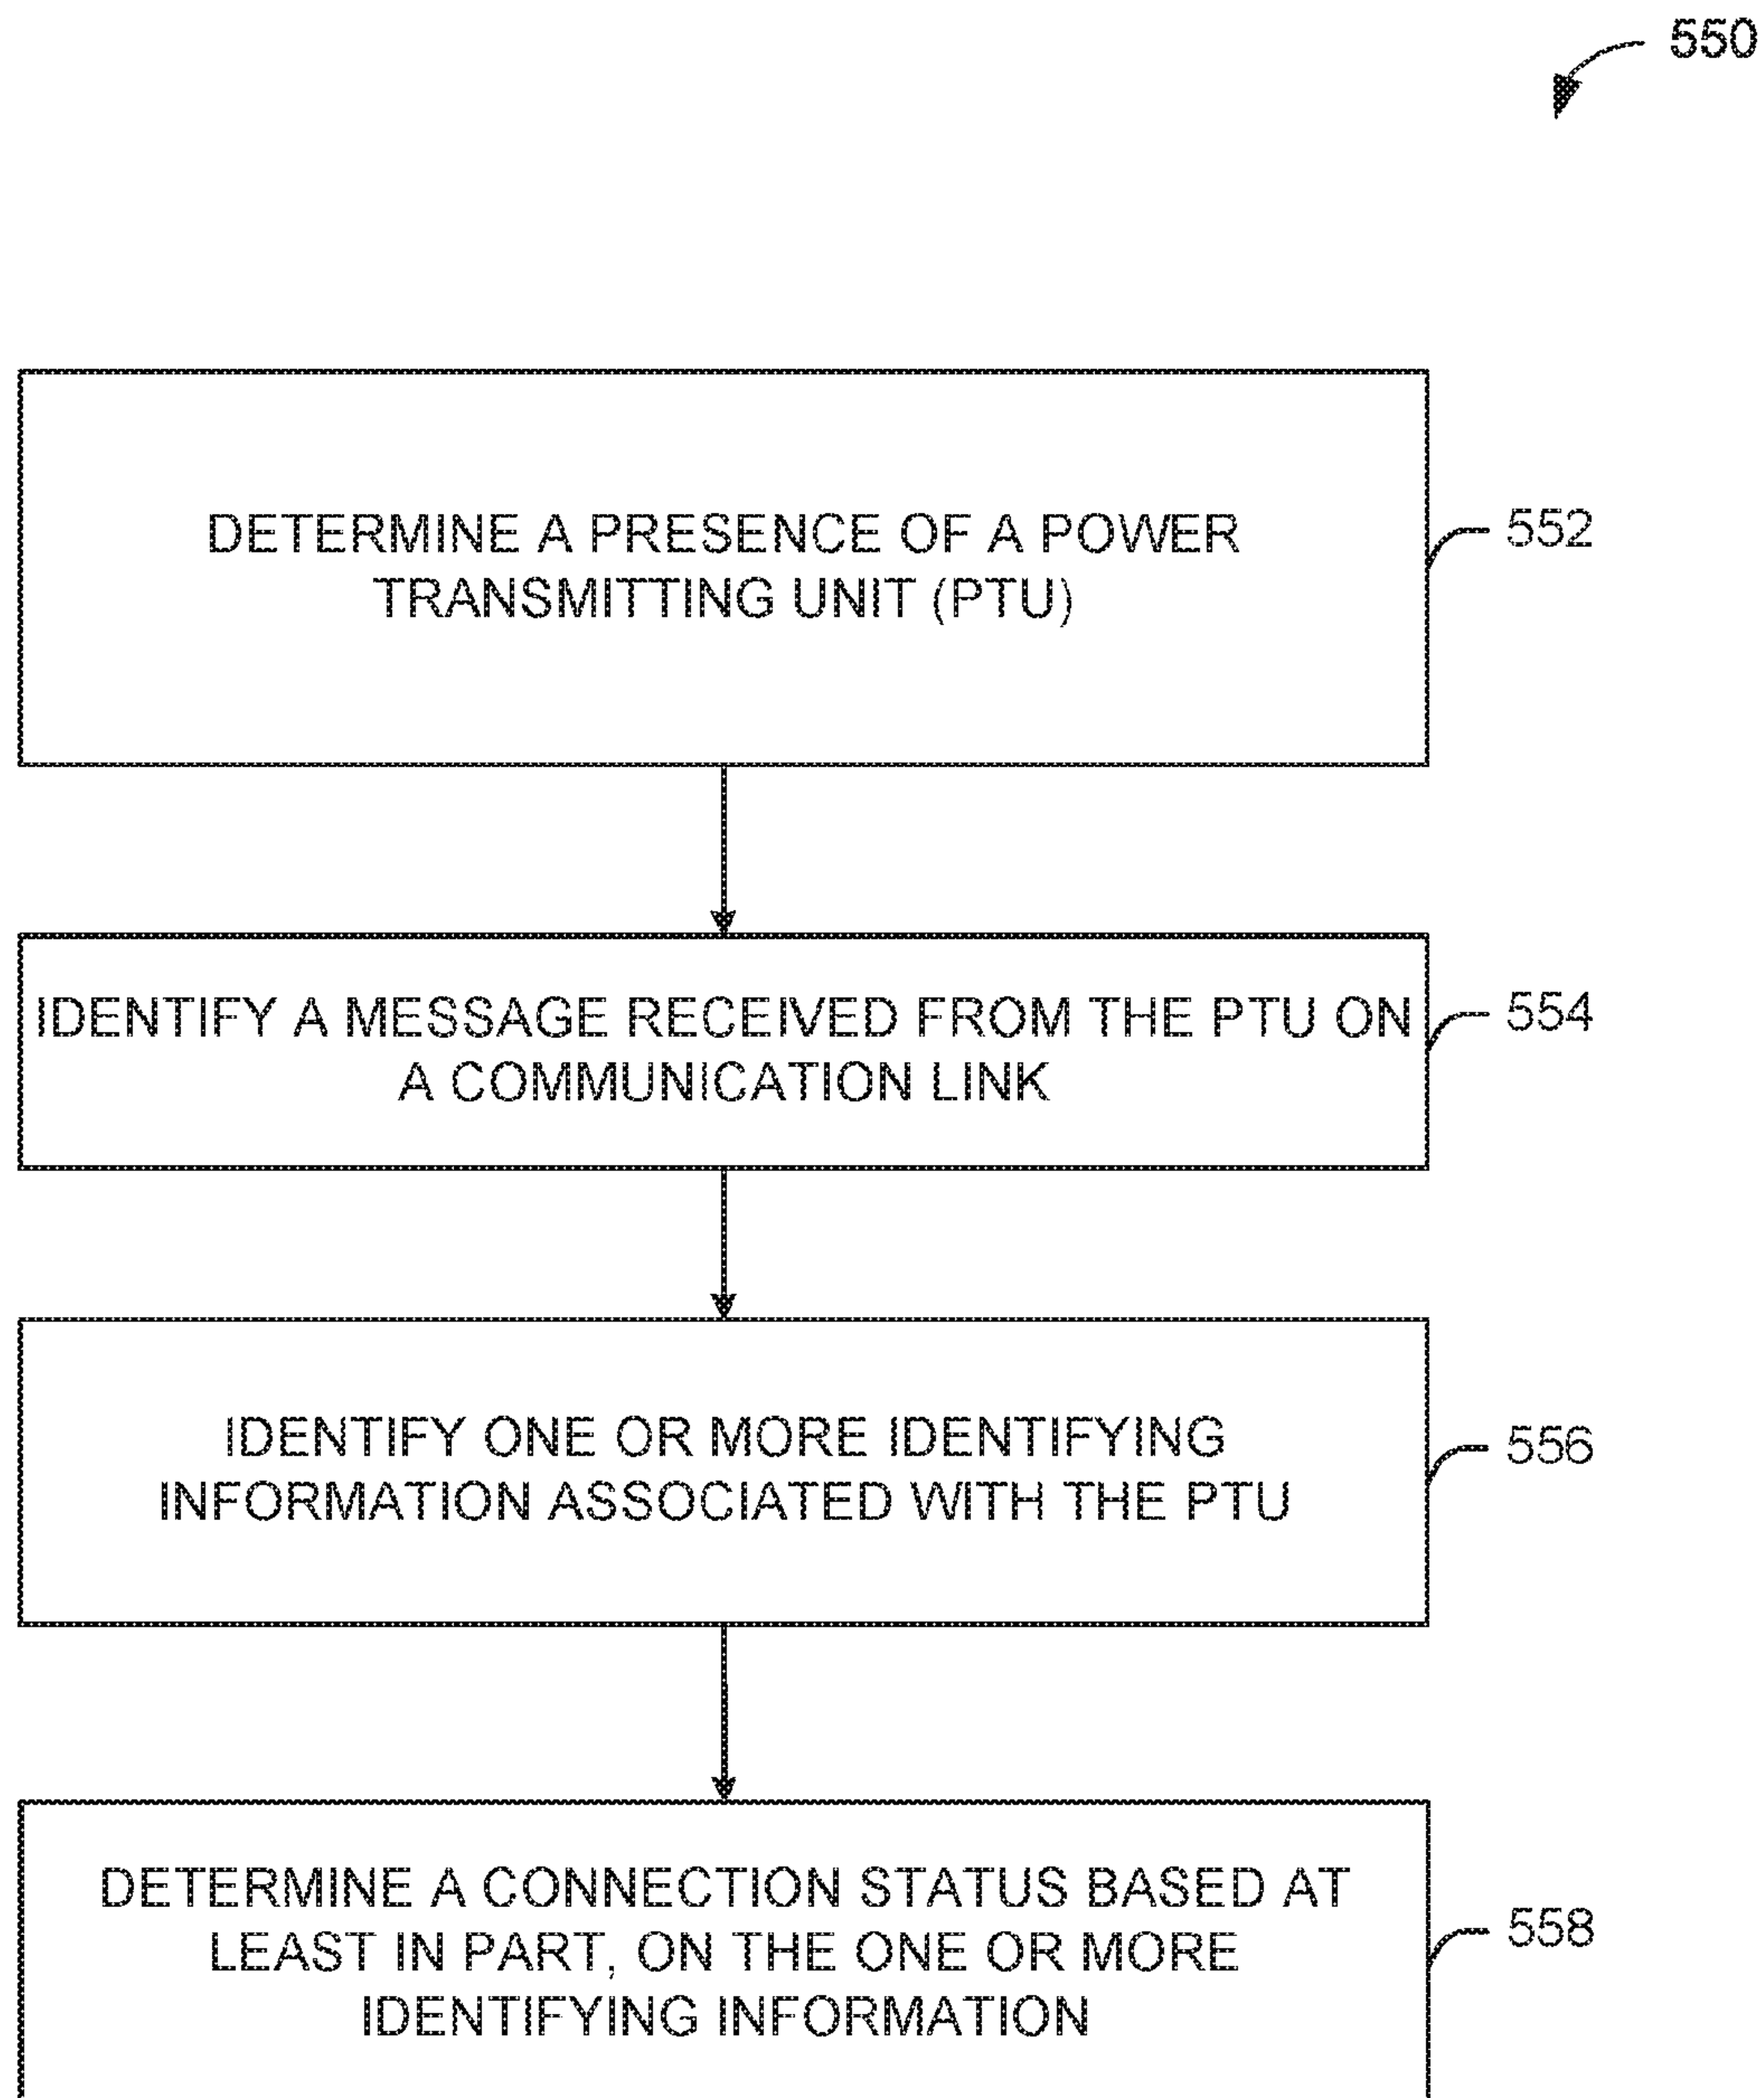 550
DETERMINE A PRESENCE OF A POWER
TRANSMITTING UNIT (PTU)
552
IDENTIFY A MESSAGE RECEIVED FROM THE PTU ON
A COMMUNICATION LINK
554
IDENTIFY ONE OR MORE IDENTIFYING
INFORMATION ASSOCIATED WITH THE PTU
556
DETERMINE A CONNECTION STATUS BASED AT
LEAST IN PART, ON THE ONE OR MORE
IDENTIFYING INFORMATION
558